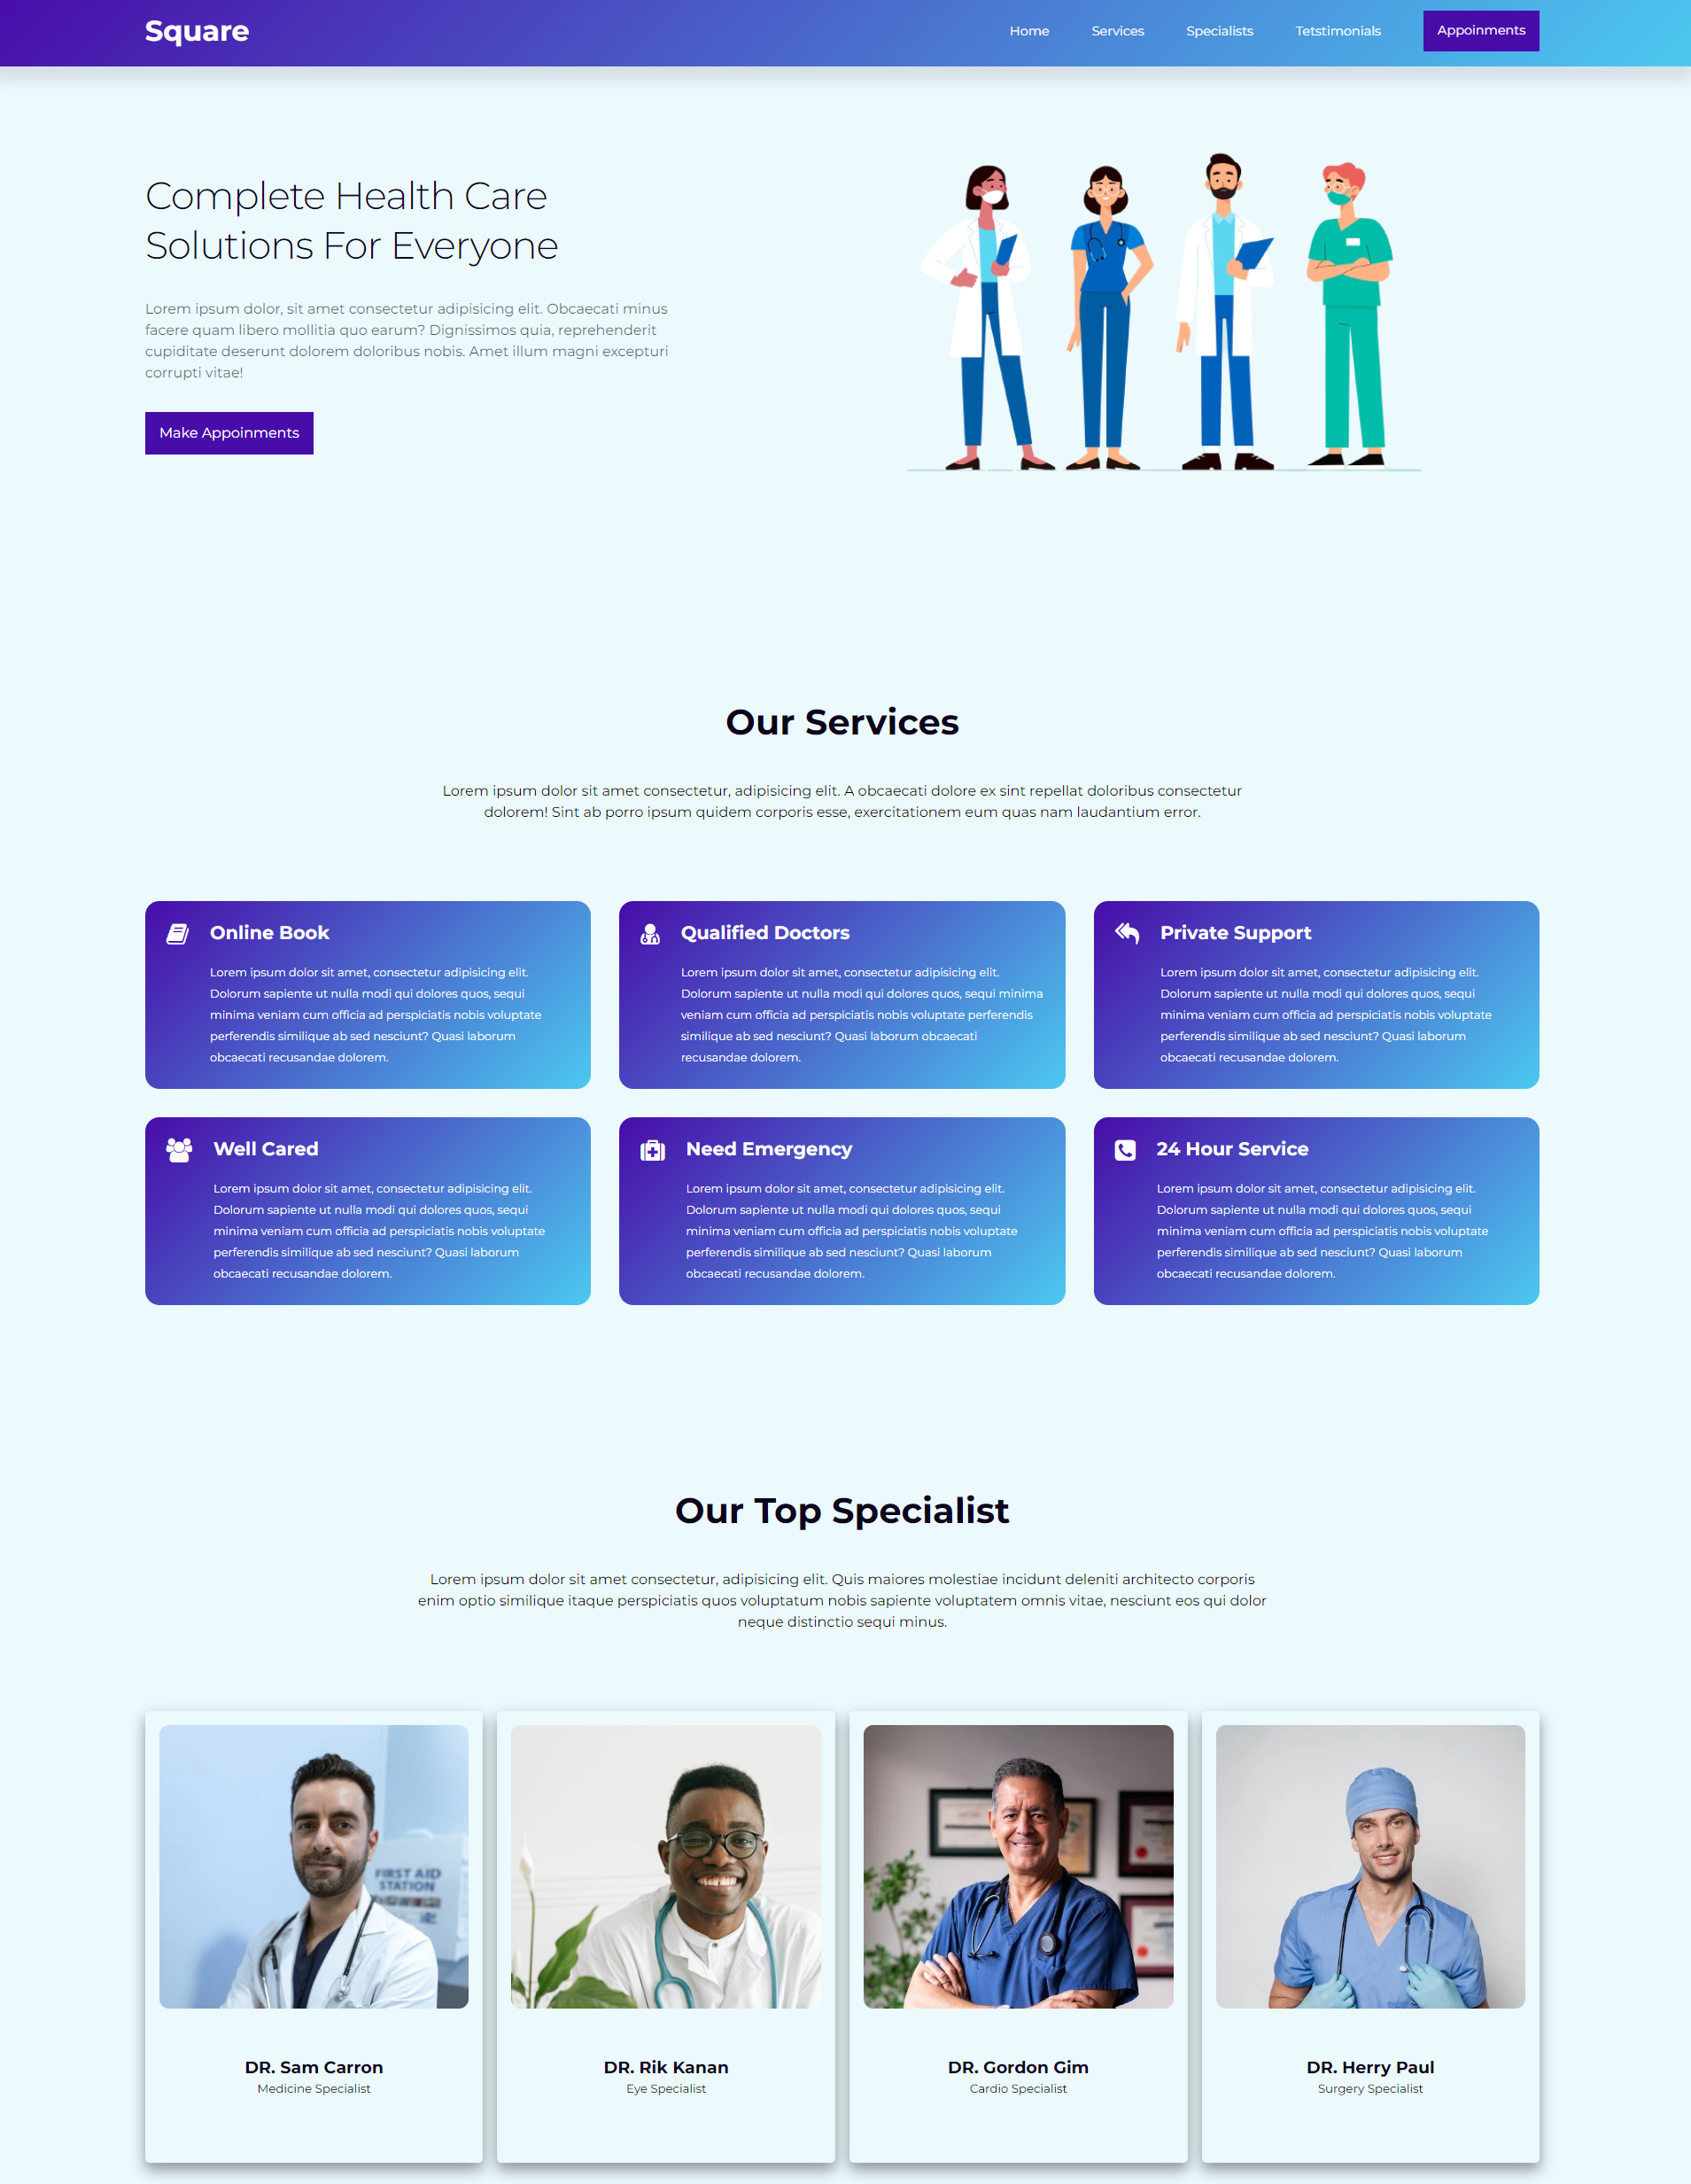 Square
Home
Services
Specialists
Tetstimonials
Appoinments
Complete Health Care
Solutions For Everyone
Lorem ipsum dolor, sit amet consectetur adipisicing elit. Obcaecati minus
facere quam libero mollitia quo earum? Dignissimos quia, reprehenderit
cupiditate deserunt dolorem doloribus nobis. Amet illum magni excepturi
corrupti vitae!
Make Appoinments
Our Services
Lorem ipsum dolor sit amet consectetur, adipisicing elit. A obcaecati dolore ex sint repellat doloribus consectetur
dolorem! Sint ab porro ipsum quidem corporis esse, exercitationem eum quas nam laudantium error.
Online Book
Lorem ipsum dolor sit amet, consectetur adipisicing elit.
Dolorum sapiente ut nulla modi qui dolores quos, sequi
minima veniam cum officia ad perspiciatis nobis voluptate
perferendis similique ab sed nesciunt? Quasi laborum
obcaecati recusandae dolorem.
Qualified Doctors
Lorem ipsum dolor sit amet, consectetur adipisicing elit.
Dolorum sapiente ut nulla modi qui dolores quos, sequi minima
veniam cum officia ad perspiciatis nobis voluptate perferendis
similique ab sed nesciunt? Quasi laborum obcaecati
recusandae dolorem.
Private Support
Lorem ipsum dolor sit amet, consectetur adipisicing elit.
Dolorum sapiente ut nulla modi qui dolores quos, sequi
minima veniam cum officia ad perspiciatis nobis voluptate
perferendis similique ab sed nesciunt? Quasi laborum
obcaecati recusandae dolorem.
Well Cared
Lorem ipsum dolor sit amet, consectetur adipisicing elit.
Dolorum sapiente ut nulla modi qui dolores quos, sequi
minima veniam cum officia ad perspiciatis nobis voluptate
perferendis similique ab sed nesciunt? Quasi laborum
obcaecati recusandae dolorem.
Need Emergency
Lorem ipsum dolor sit amet, consectetur adipisicing elit.
Dolorum sapiente ut nulla modi qui dolores quos, sequi
minima veniam cum officia ad perspiciatis nobis voluptate
perferendis similique ab sed nesciunt? Quasi laborum
obcaecati recusandae dolorem.
24 Hour Service
Lorem ipsum dolor sit amet, consectetur adipisicing elit.
Dolorum sapiente ut nulla modi qui dolores quos, sequi
minima veniam cum officia ad perspiciatis nobis voluptate
perferendis similique ab sed nesciunt? Quasi laborum
obcaecati recusandae dolorem.
Our Top Specialist
Lorem ipsum dolor sit amet consectetur, adipisicing elit. Quis maiores molestiae incidunt deleniti architecto corporis
enim optio similique itaque perspiciatis quos voluptatum nobis sapiente voluptatem omnis vitae, nesciunt eos qui dolor
neque distinctio sequi minus.
FIRST AID
STATION
DR. Sam Carron
Medicine Specialist
DR. Rik Kanan
Eye Specialist
DR. Gordon Gim
Cardio Specialist
DR. Herry Paul
Surgery Specialist